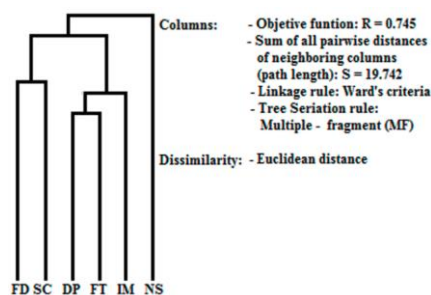 Columns: - Objetive funtion: R = 0.745
- Sum of all pairwise distances
of neighboring columns
(path length): S = 19.742
- Linkage rule: Ward's criteria
- Tree Seriation rule:
Multiple - fragment (MF)
Dissimilarity: - Euclidean distance
FD SC DP FT IM NS